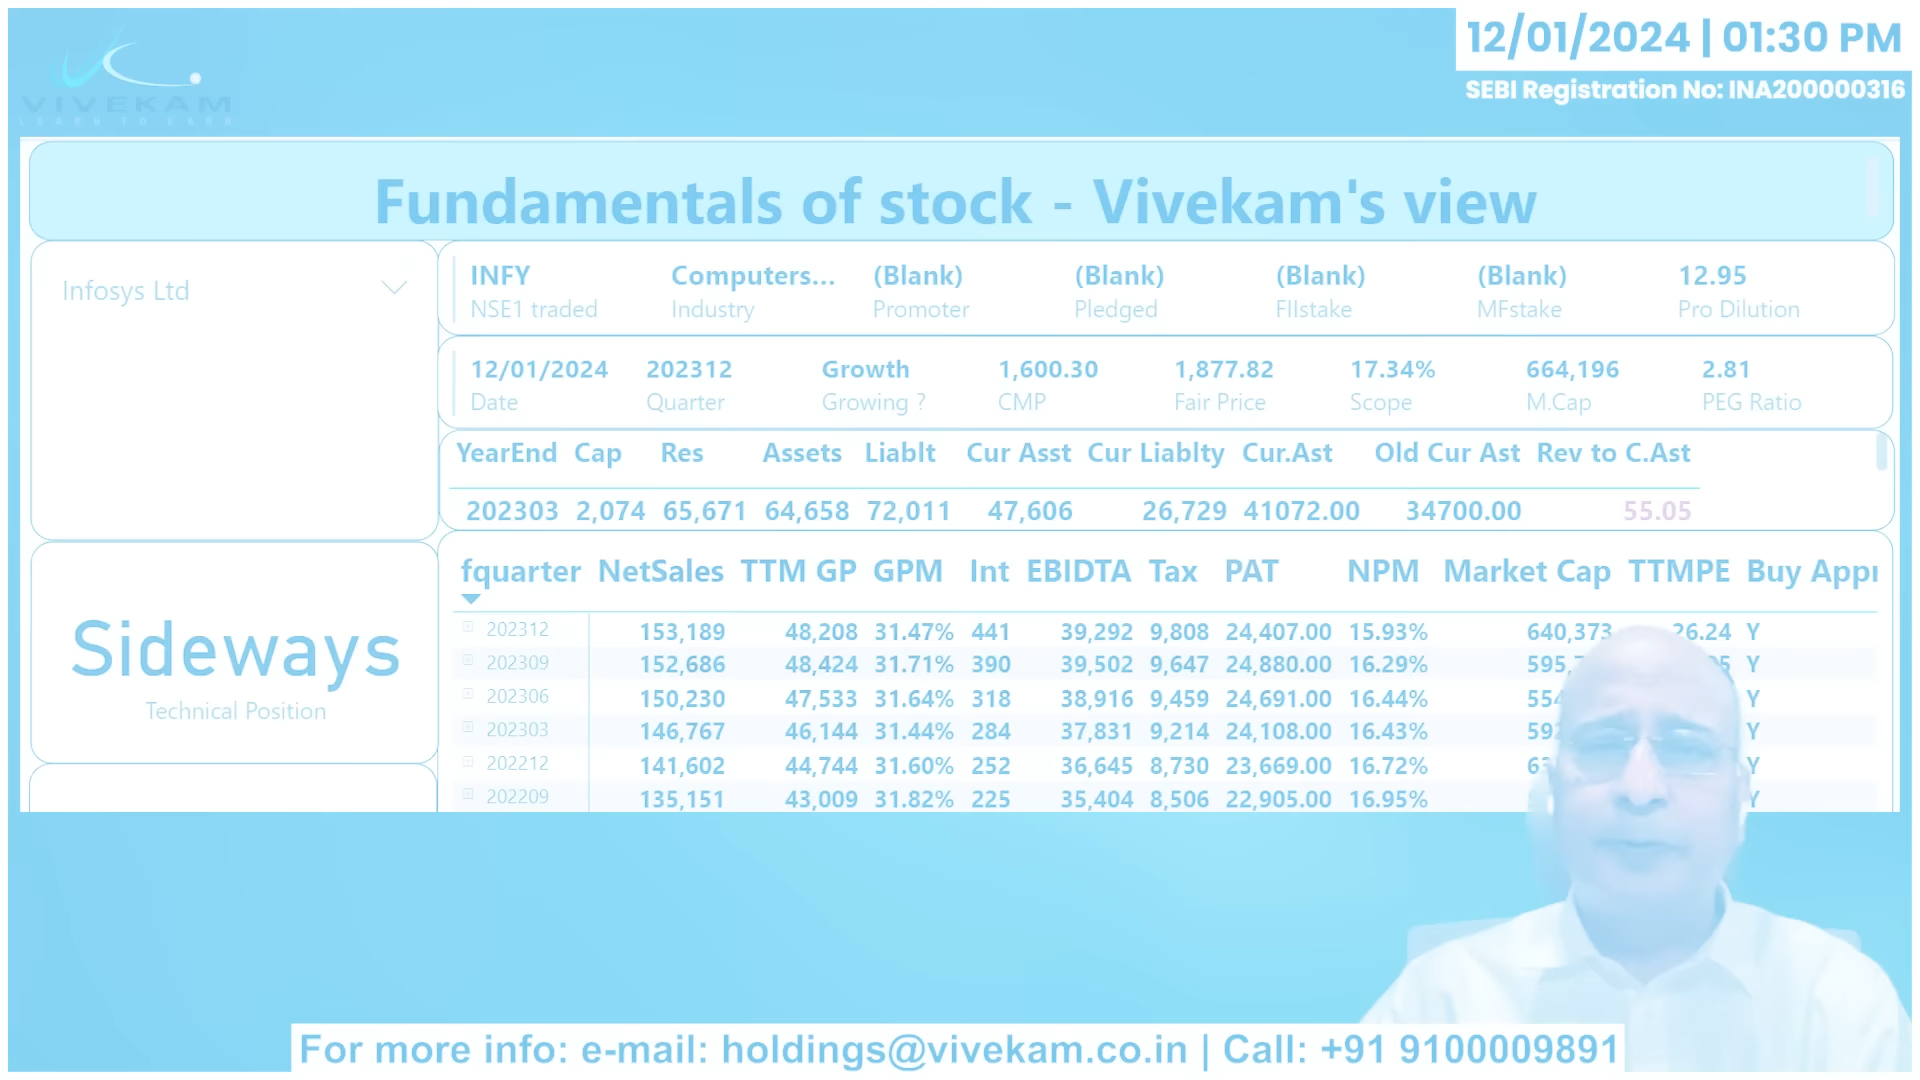 12/01/2024 | 01:30 PM
SEBI Registration No: INA200000316
VIVEKAM
LEARN TO EARN
Fundamentals of stock - Vivekam's view
Infosys Ltd
INFY Computers... (Blank) (Blank) (Blank) (Blank) 12.95
NSE1 traded Industry Promoter Pledged FIIstake MFstake Pro Dilution
12/01/2024 202312 Growth 1,600.30 1,877.82 17.34% 664,196 2.81
Date Quarter Growing ? CMP Fair Price Scope M.Cap PEG Ratio
YearEnd Cap Res Assets Liablt Cur Asst Cur Liablty Cur.Ast Old Cur Ast Rev to C.Ast
202303 2,074 65,671 64,658 72,011 47,606 26,729 41072.00 34700.00 55.05
Sideways
Technical Position
fquarter NetSales TTM GP GPM Int EBIDTA Tax PAT NPM Market Cap TTMPE Buy
202312 153,189 48,208 31.47% 441 39,292 9,808 24,407.00 15.93% 640,373 26.24 Y
202309 152,686 48,424 31.71% 390 39,502 9,647 24,880.00 16.29% Y
202306 150,230 47,533 31.64% 318 38,916 9,459 24,691.00 16.44% Y
202303 146,767 46,144 31.44% 284 37,831 9,214 24,108.00 16.43% Y
202212 141,602 44,744 31.60% 252 36,645 8,730 23,669.00 16.72% Y
202209 135,151 43,009 31.82% 225 35,404 8,506 22,905.00 16.95% Y
For more info: e-mail: holdings@vivekam.co.in | Call: +91 9100009891